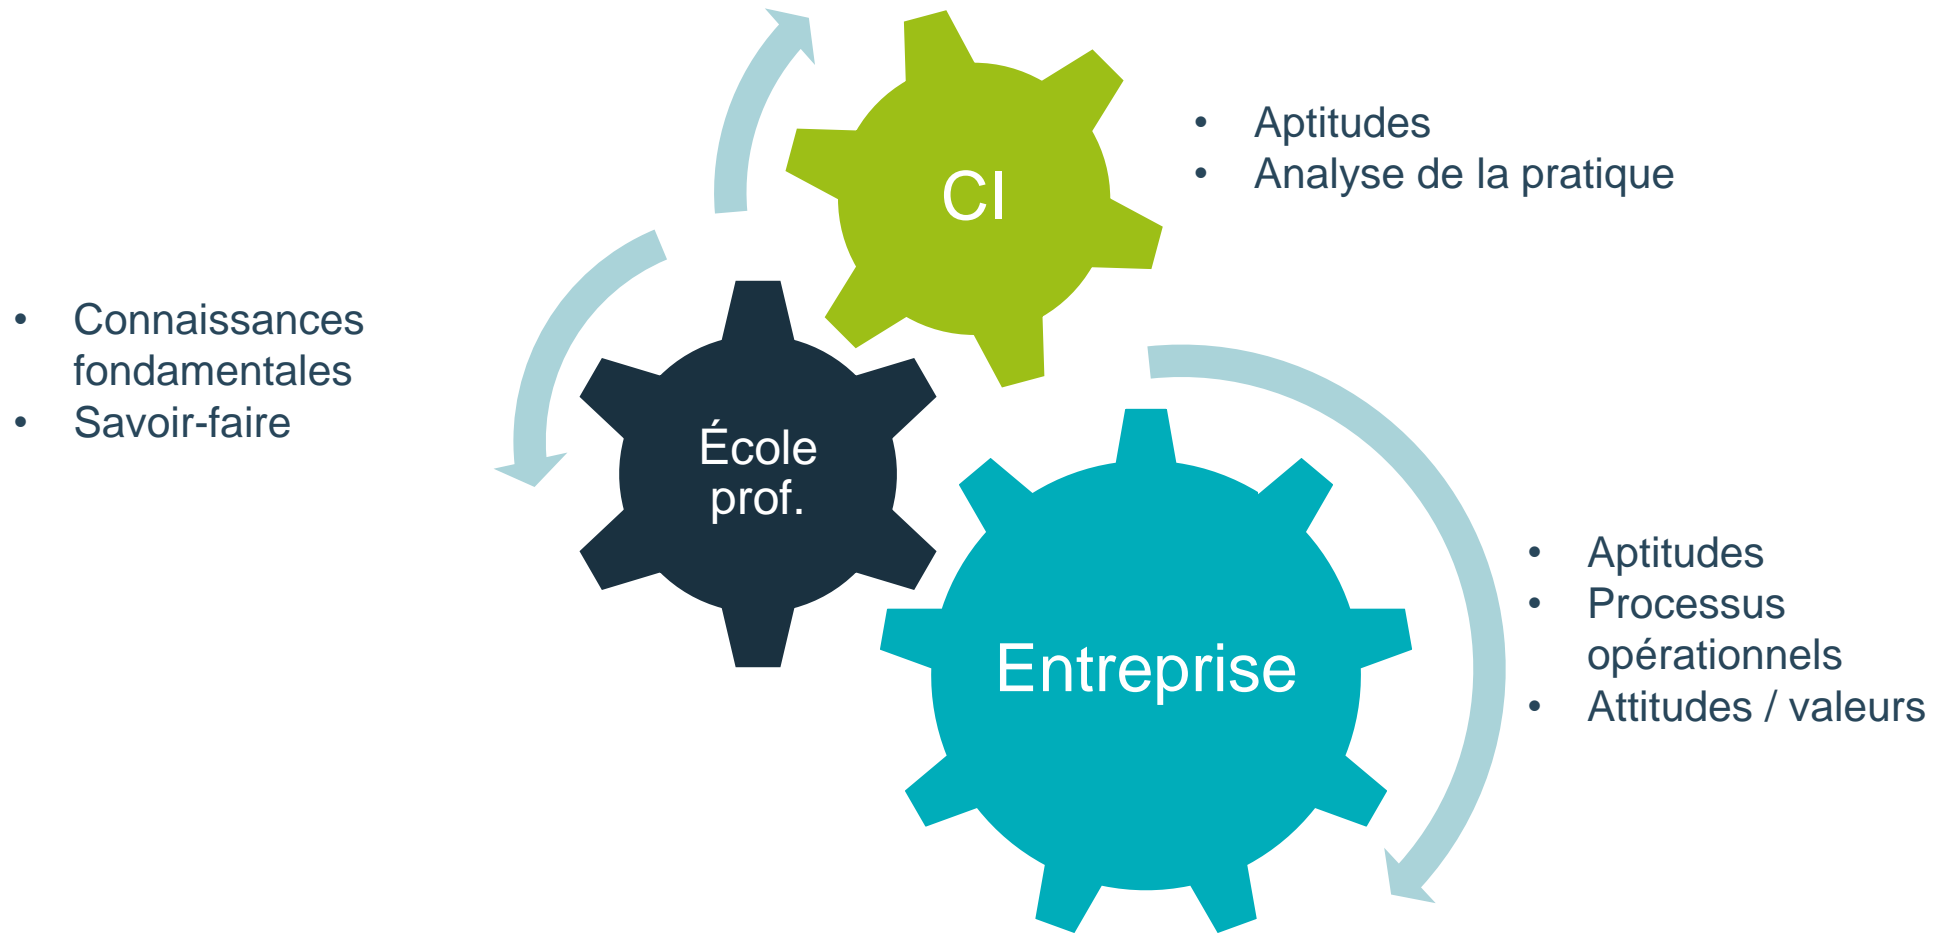 CI
• Aptitudes
• Analyse de la pratique
• Connaissances
fondamentales
• Savoir-faire
École
prof.
Entreprise
• Aptitudes
• Processus
opérationnels
• Attitudes / valeurs